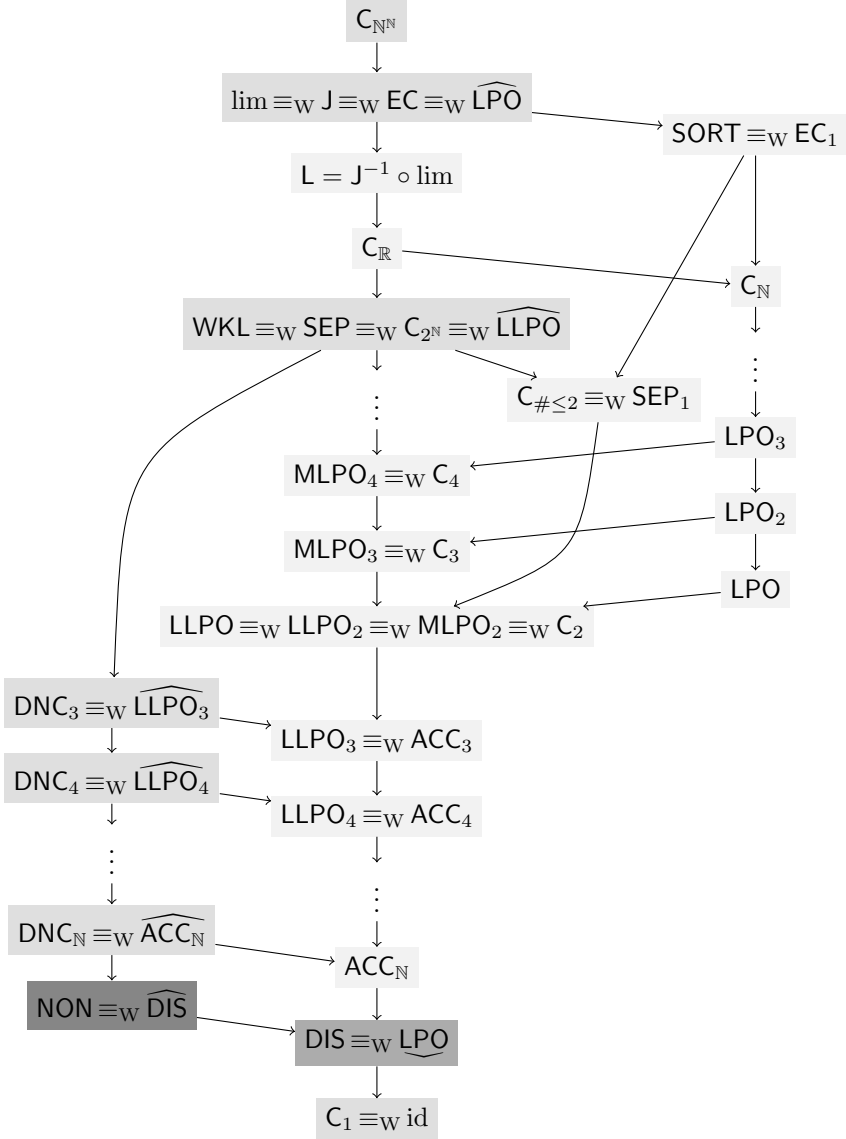 C_{ℕ^ℕ}
lim ≡_W J ≡_W EC ≡_W \widehat{LPO}
SORT ≡_W EC_1
L = J^{−1} ∘ lim
C_ℝ
C_ℕ
WKL ≡_W SEP ≡_W C_{2^ℕ} ≡_W \widehat{LLPO}
⋮
C_{#≤2} ≡_W SEP_1
⋮
LPO_3
MLPO_4 ≡_W C_4
LPO_2
MLPO_3 ≡_W C_3
LPO
LLPO ≡_W LLPO_2 ≡_W MLPO_2 ≡_W C_2
DNC_3 ≡_W \widehat{LLPO_3}
LLPO_3 ≡_W ACC_3
DNC_4 ≡_W \widehat{LLPO_4}
LLPO_4 ≡_W ACC_4
⋮
⋮
DNC_ℕ ≡_W \widehat{ACC_ℕ}
ACC_ℕ
NON ≡_W \widehat{DIS}
DIS ≡_W \underbrace{LPO}
C_1 ≡_W id